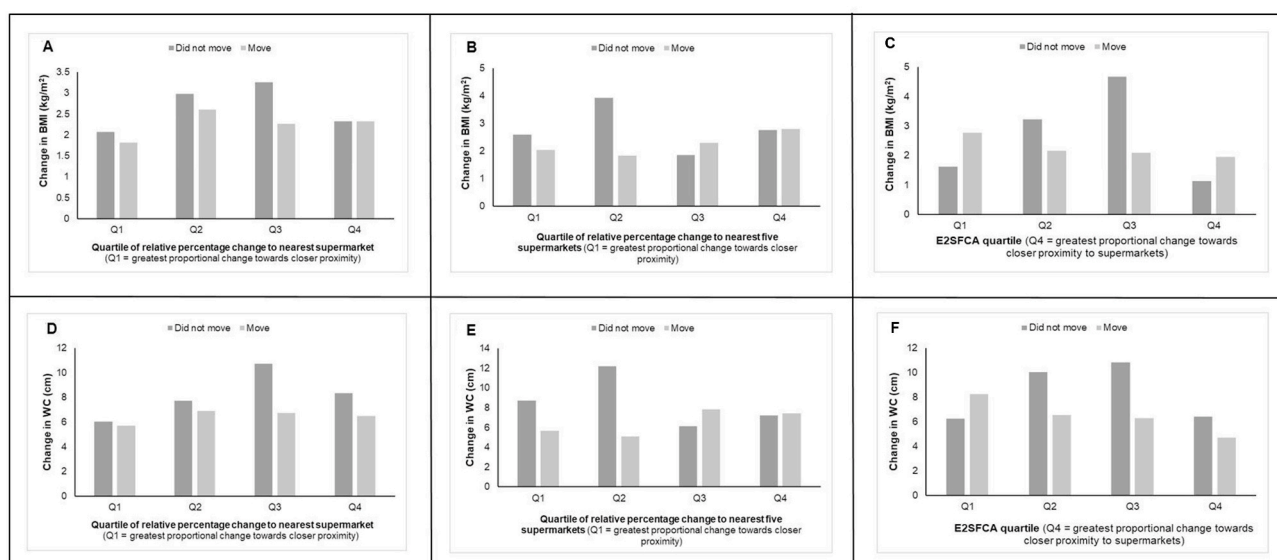 A
Did not move Move
Change in BMI (kg/m²)
3.5
3
2.5
2
1.5
1
0.5
0
Q1 Q2 Q3 Q4
Quartile of relative percentage change to nearest supermarket
(Q1 = greatest proportional change towards closer proximity)
B
Did not move Move
Change in BMI (kg/m²)
5
4
3
2
1
0
Q1 Q2 Q3 Q4
Quartile of relative percentage change to nearest five
supermarkets (Q1 = greatest proportional change towards closer
proximity)
C
Did not move Move
Change in BMI (kg/m²)
5
4
3
2
1
0
Q1 Q2 Q3 Q4
E2SFCA quartile (Q4 = greatest proportional change towards
closer proximity to supermarkets)
D
Did not move Move
Change in WC (cm)
12
10
8
6
4
2
0
Q1 Q2 Q3 Q4
Quartile of relative percentage change to nearest supermarket
(Q1 = greatest proportional change towards closer proximity)
E
Did not move Move
Change in WC (cm)
14
12
10
8
6
4
2
0
Q1 Q2 Q3 Q4
Quartile of relative percentage change to nearest five
supermarkets (Q1 = greatest proportional change towards closer
proximity)
F
Did not move Move
Change in WC (cm)
12
10
8
6
4
2
0
Q1 Q2 Q3 Q4
E2SFCA quartile (Q4 = greatest proportional change towards
closer proximity to supermarkets)